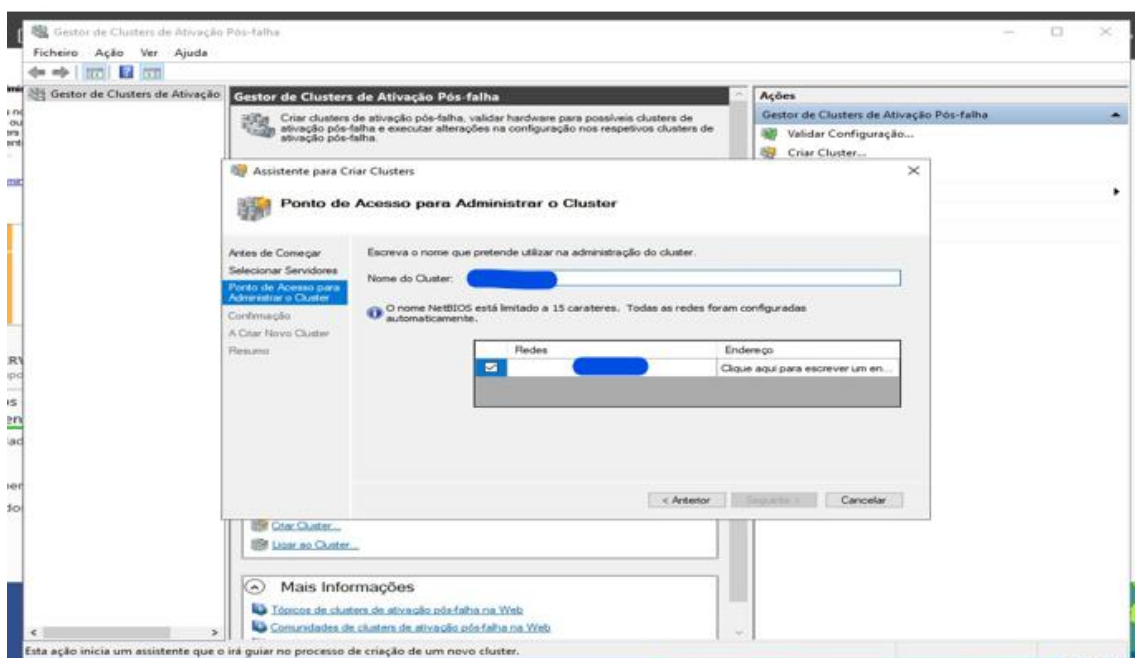 Gestor de Clusters de Ativação Pós-falha
Ficheiro Ação Ver Ajuda
Gestor de Clusters de Ativação
Gestor de Clusters de Ativação Pós-falha
Criar clusters de ativação pós-falha, validar hardware para possíveis clusters de
ativação pós-falha e executar alterações na configuração nos respetivos clusters de
ativação pós-falha.
Ações
Gestor de Clusters de Ativação Pós-falha
Validar Configuração...
Criar Cluster...
Assistente para Criar Clusters
Ponto de Acesso para Administrar o Cluster
Antes de Começar
Selecionar Servidores
Ponto de Acesso para
Administrar o Cluster
Confirmação
A Criar Novo Cluster
Resumo
Escreva o nome que pretende utilizar na administração do cluster.
Nome do Cluster:
O nome NetBIOS está limitado a 15 carateres. Todas as redes foram configuradas
automaticamente.
Redes Endereço
Clique aqui para escrever um en...
< Anterior Seguinte > Cancelar
Criar Cluster...
Ligar ao Cluster...
Mais Informações
Tópicos de clusters de ativação pós-falha na Web
Comunidades de clusters de ativação pós-falha na Web
Esta ação inicia um assistente que o irá guiar no processo de criação de um novo cluster.